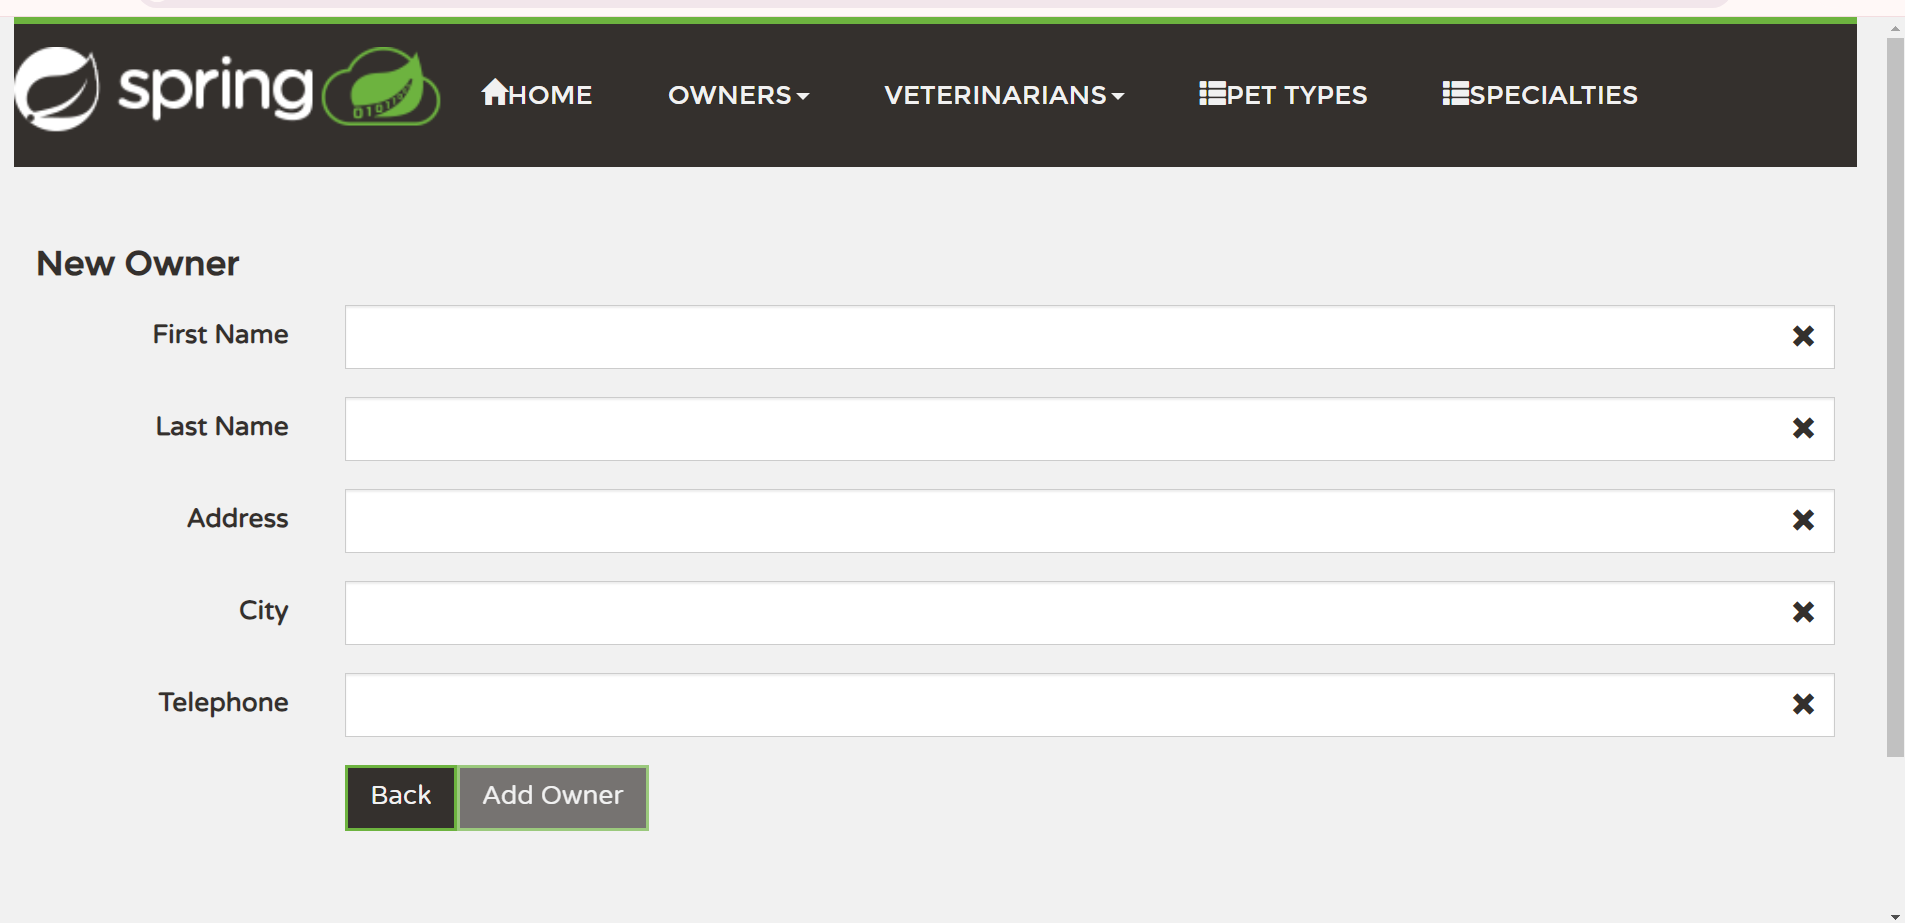 spring
HOME OWNERS VETERINARIANS PET TYPES SPECIALTIES
New Owner
First Name
Last Name
Address
City
Telephone
Back Add Owner